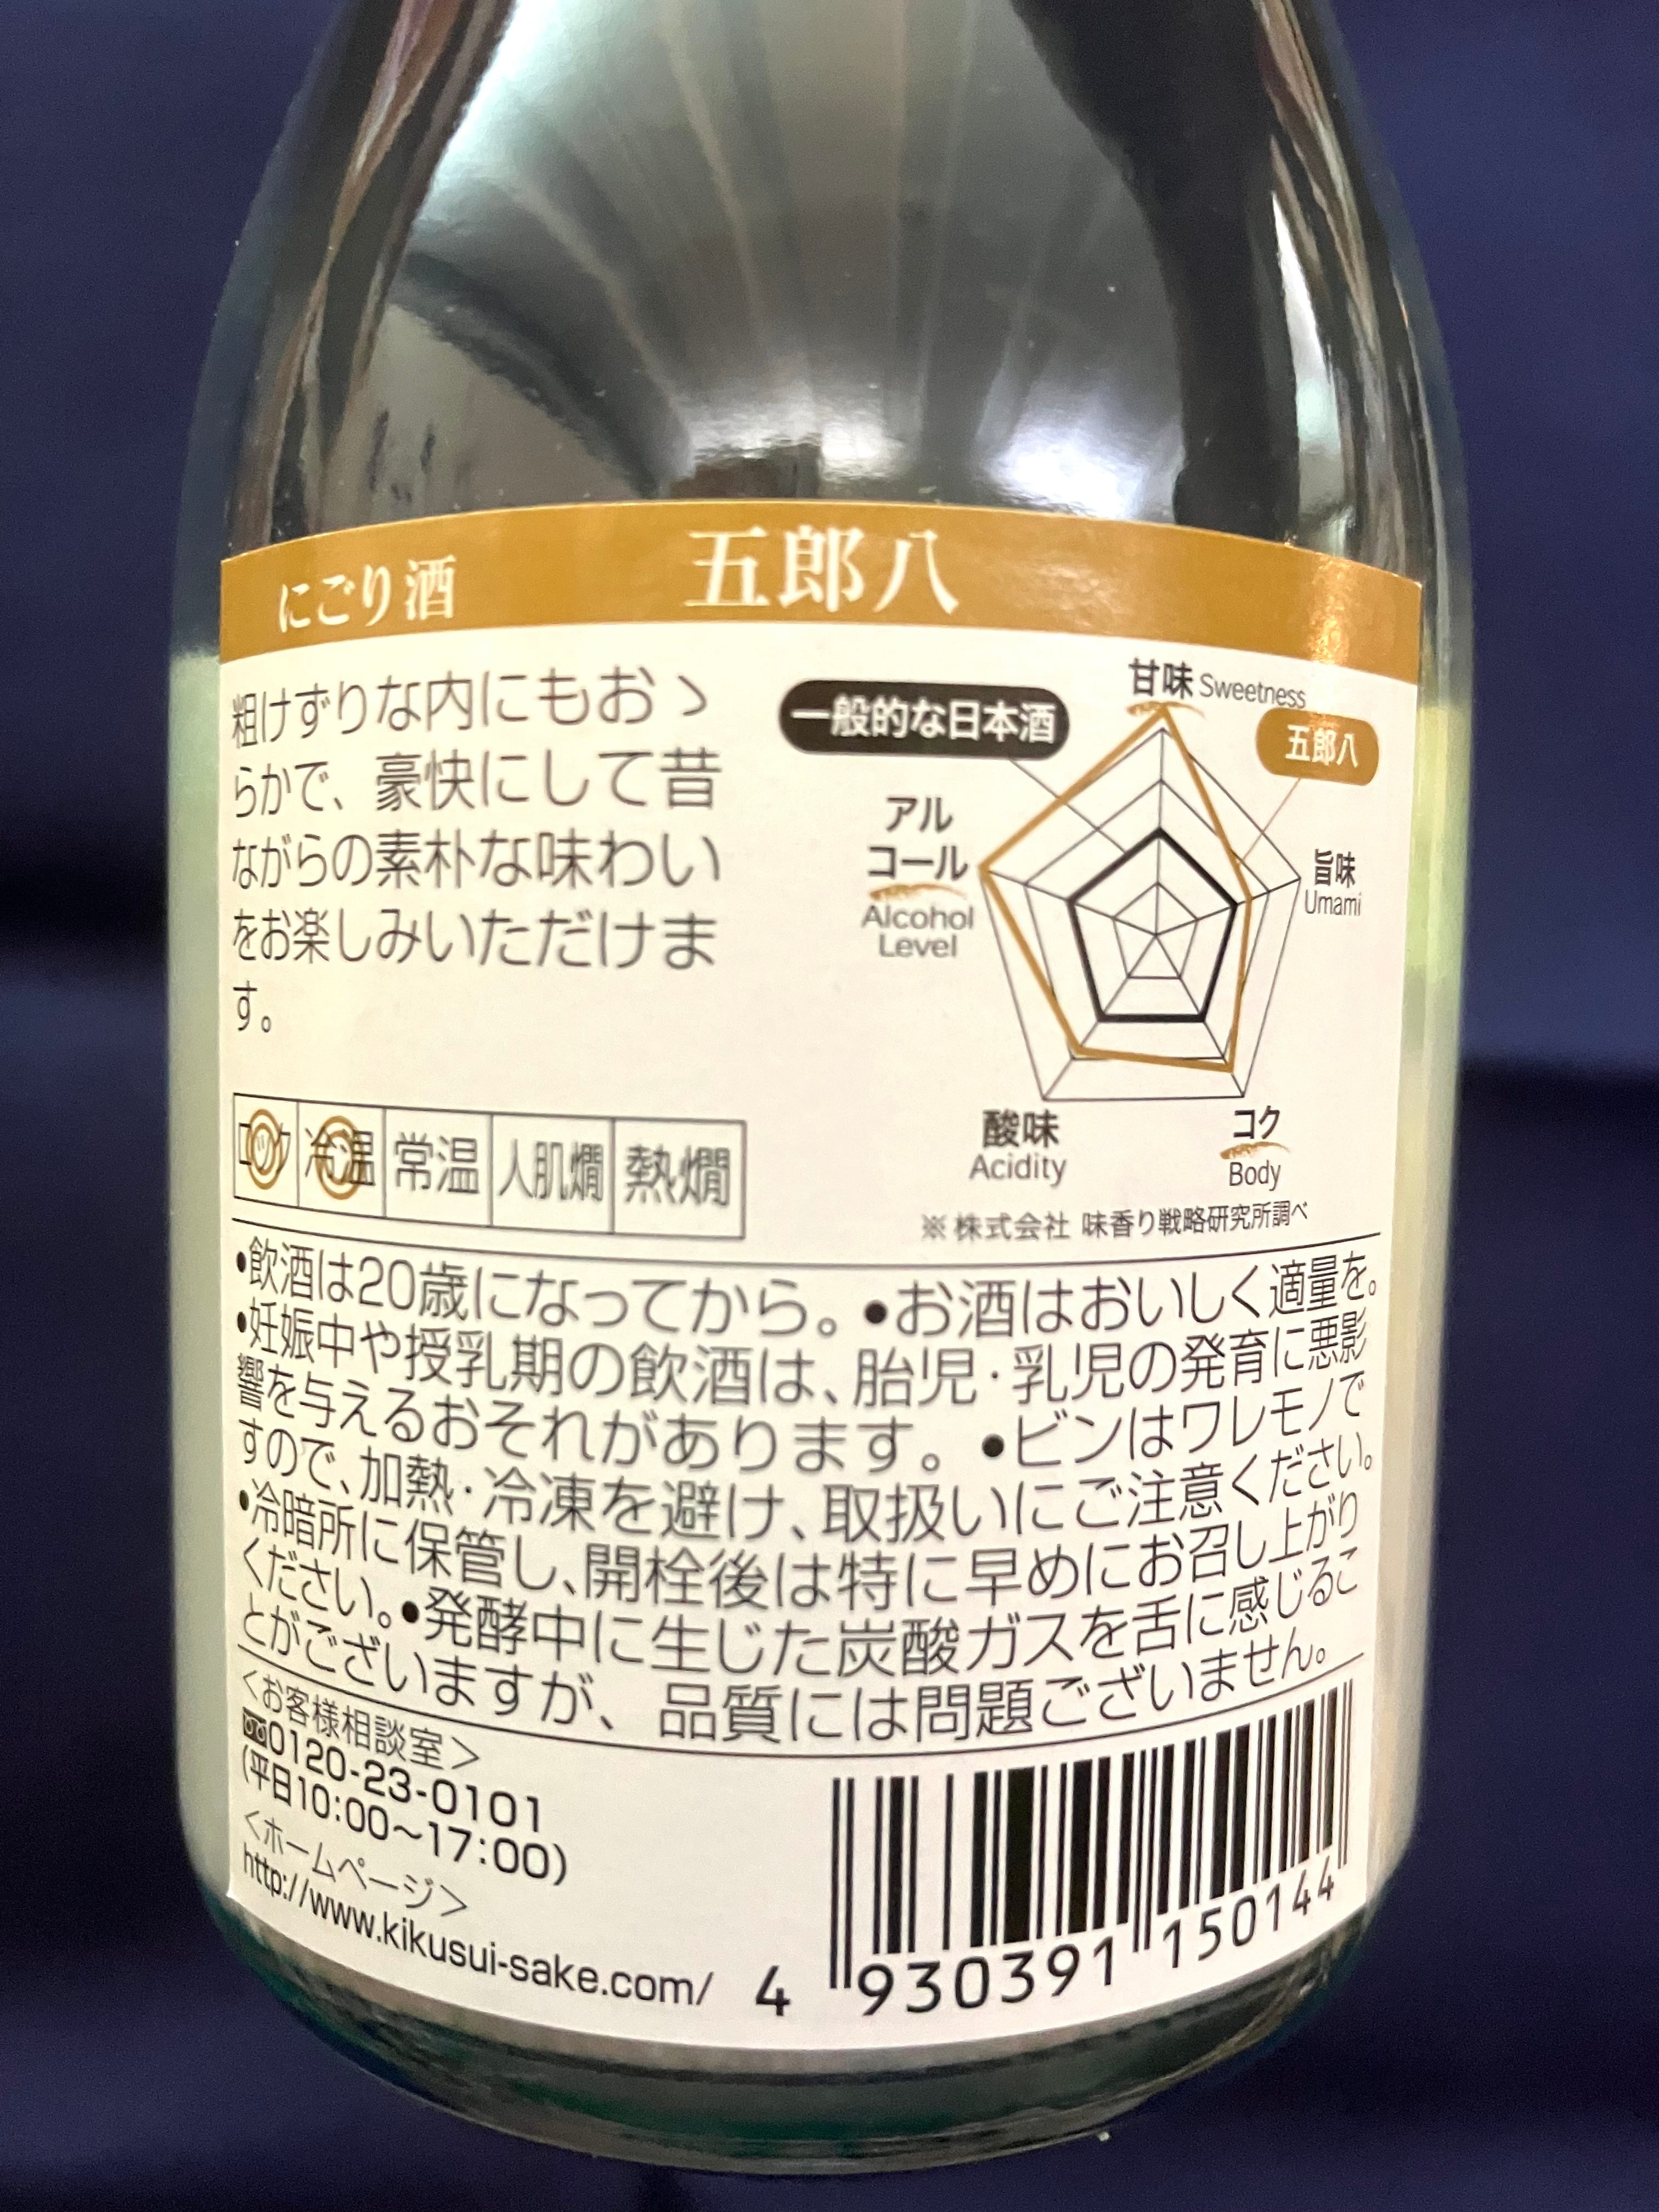 にごり酒 五郎八
粗けずりな内にもおゝ
らかで、豪快にして昔
ながらの素朴な味わい
をお楽しみいただけま
す。
一般的な日本酒
甘味 Sweetness
五郎八
アル
コール
Alcohol
Level
旨味
Umami
酸味
Acidity
コク
Body
※株式会社 味香り戦略研究所調べ
ロック 冷温 常温 人肌燗 熱燗
•飲酒は20歳になってから。•お酒はおいしく適量を。
•妊娠中や授乳期の飲酒は、胎児・乳児の発育に悪影
響を与えるおそれがあります。•ビンはワレモノで
すので、加熱・冷凍を避け、取扱いにご注意ください。
•冷暗所に保管し、開栓後は特に早めにお召し上がり
ください。•発酵中に生じた炭酸ガスを舌に感じるこ
とがございますが、品質には問題ございません。
<お客様相談室>
0120-23-0101
(平日10:00〜17:00)
<ホームページ>
http://www.kikusui-sake.com/
4 930391 150144